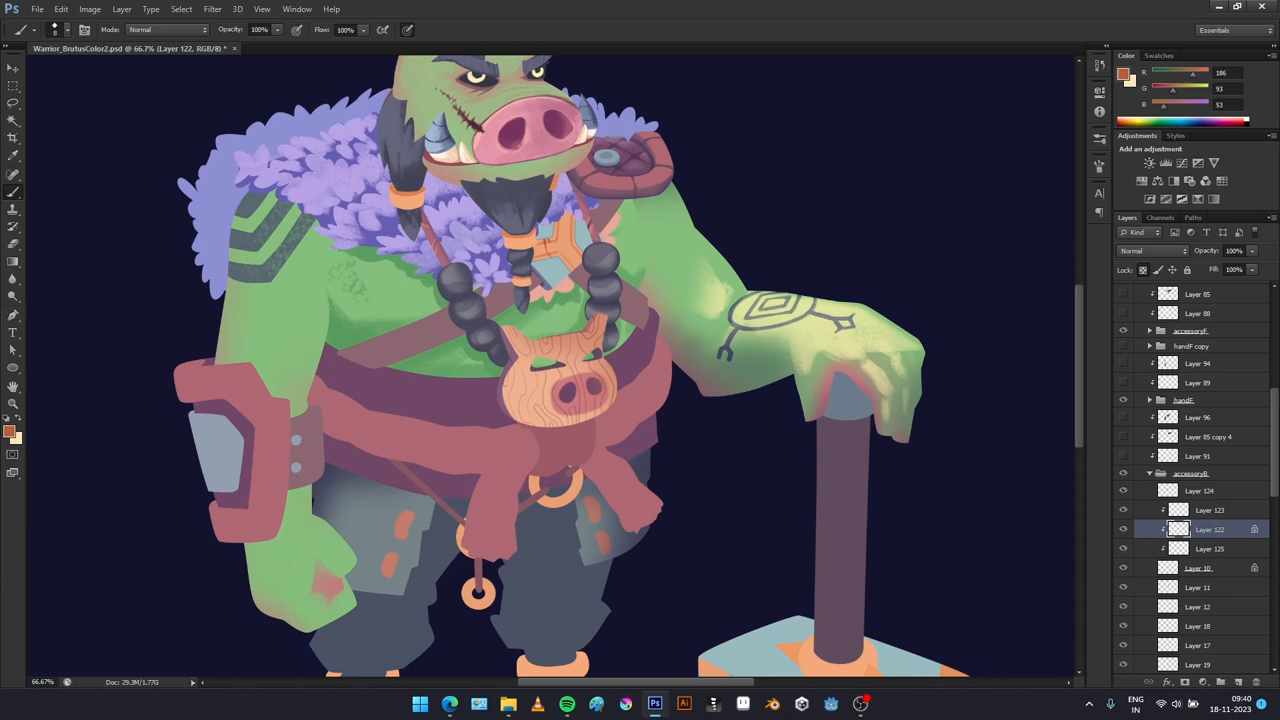 Ps File Edit Image Layer Type Select Filter 3D View Window Help
Mode: Normal Opacity: 100% Flow: 100% Essentials
8
Warrior_BrutusColor2.psd @ 66.7% (Layer 122, RGB/8) * ×
Color Swatches
R 186
G 93
B 53
Adjustments Styles
Add an adjustment
Layers Channels Paths
Kind
Normal Opacity: 100%
Lock: Fill: 100%
Layer 85
Layer 88
accessoryF
handF copy
Layer 94
Layer 89
handF
Layer 96
Layer 85 copy 4
Layer 91
accessoryB
Layer 124
Layer 123
Layer 122
Layer 125
Layer 10
Layer 11
Layer 12
Layer 18
Layer 17
Layer 19
66.67% Doc: 29.3M/1.77G
fx
Ps Ai
ENG
IN
09:40
18-11-2023